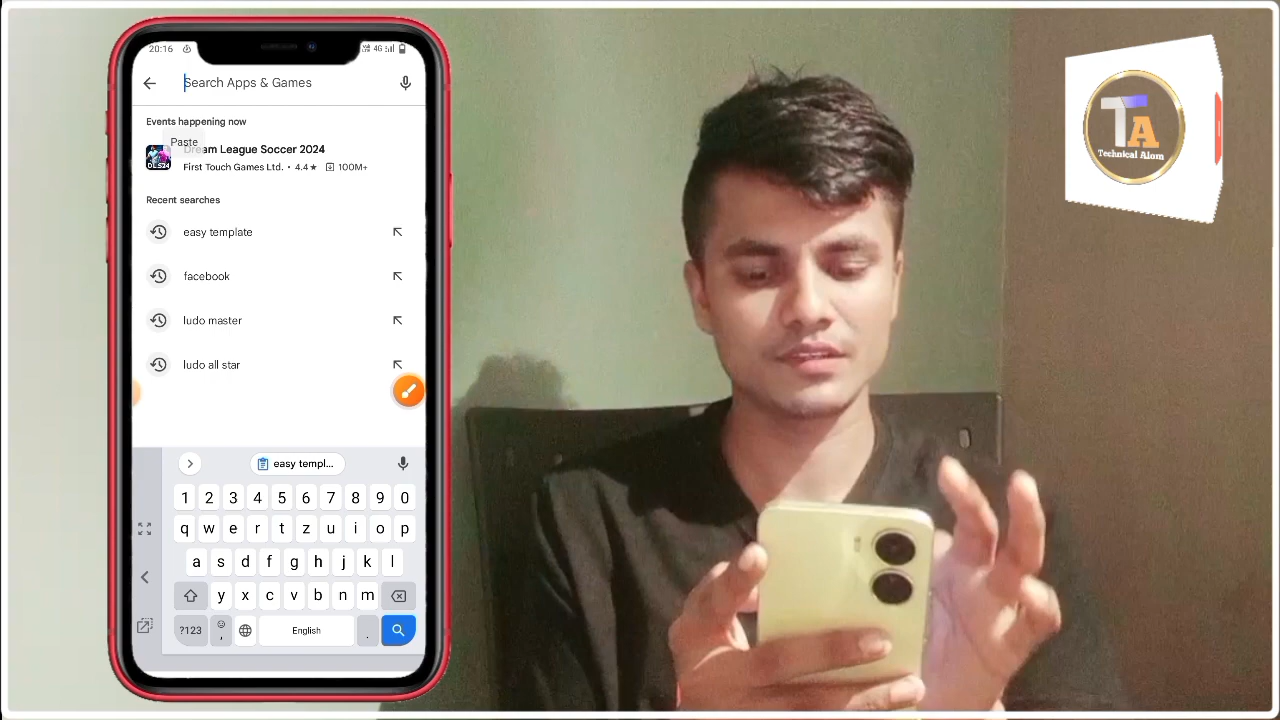 20:16
4G
Search Apps & Games
Events happening now
Paste
Dream League Soccer 2024
First Touch Games Ltd. • 4.4★ 100M+
Recent searches
easy template
facebook
ludo master
ludo all star
easy templ...
1 2 3 4 5 6 7 8 9 0
q w e r t z u i o p
a s d f g h j k l
y x c v b n m
?123 , English .
TA
Technical Alom